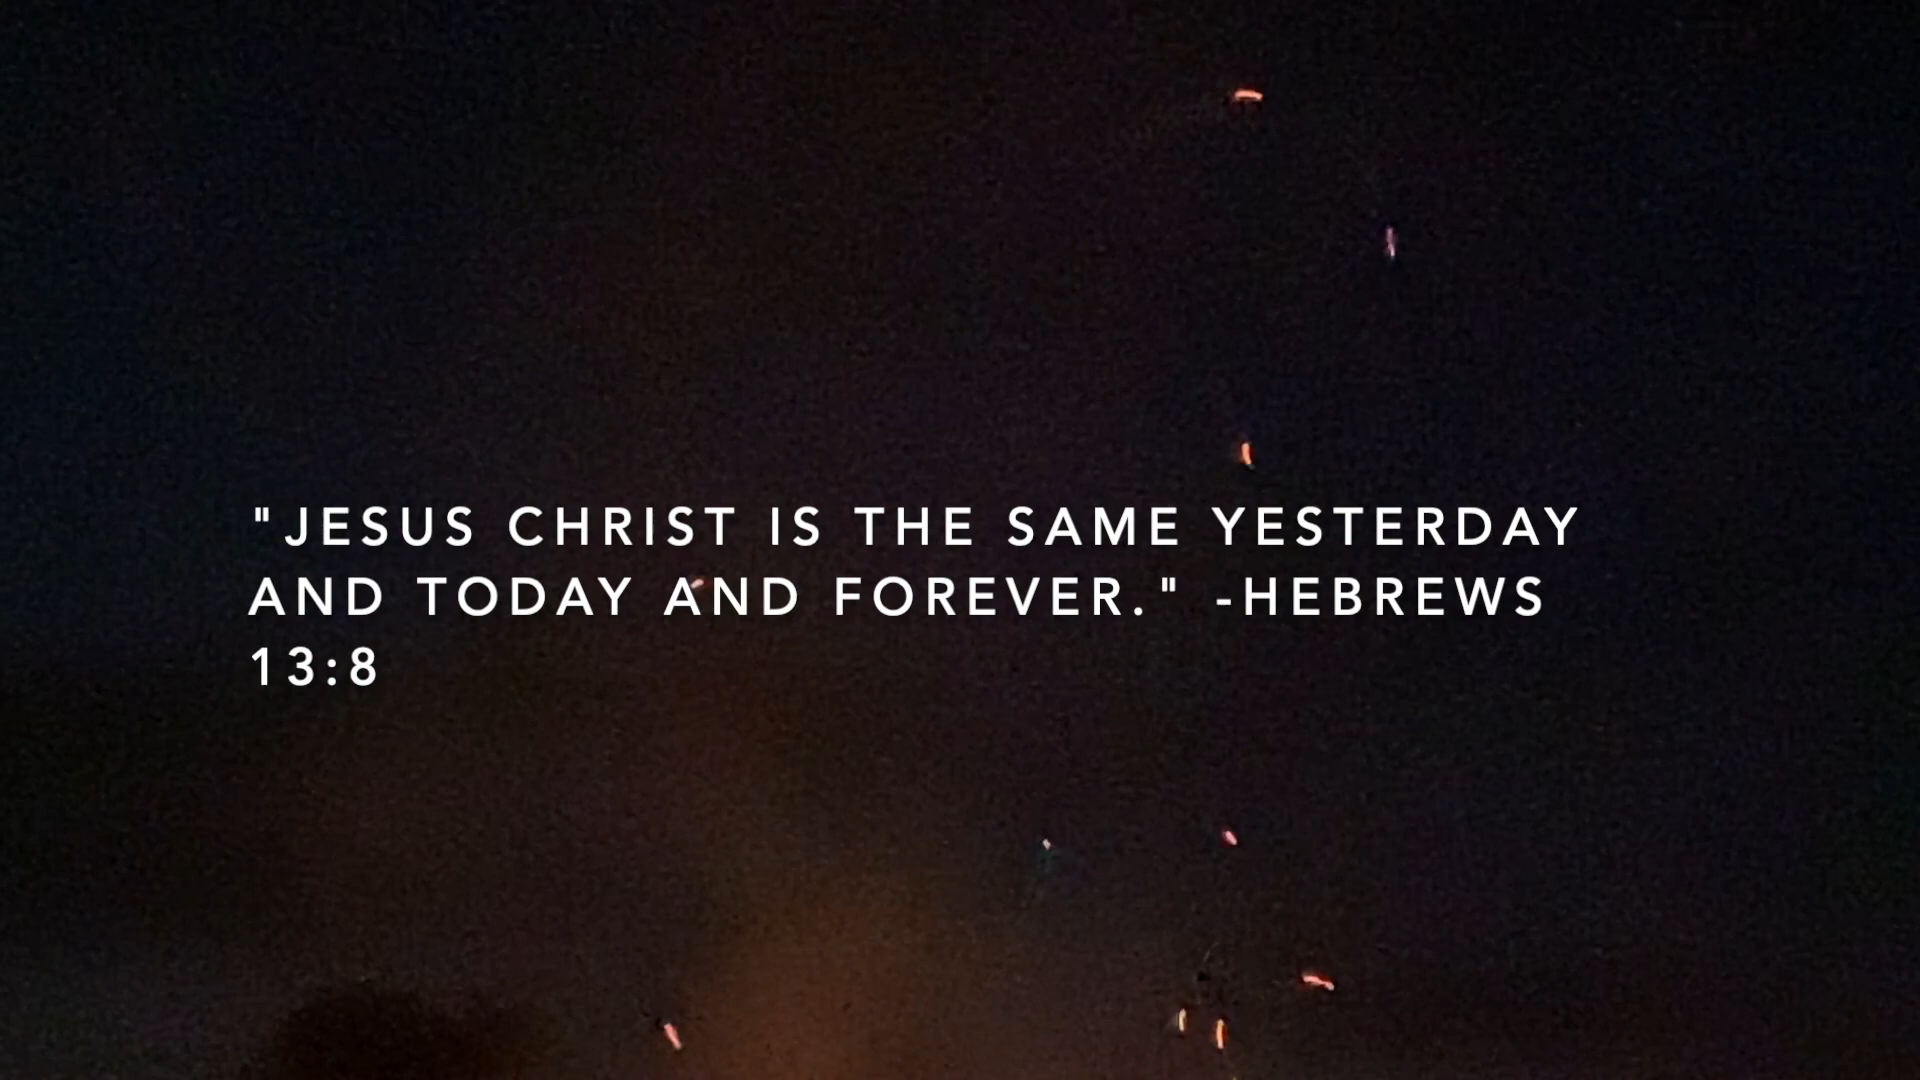 "JESUS CHRIST IS THE SAME YESTERDAY
AND TODAY AND FOREVER." -HEBREWS
13:8